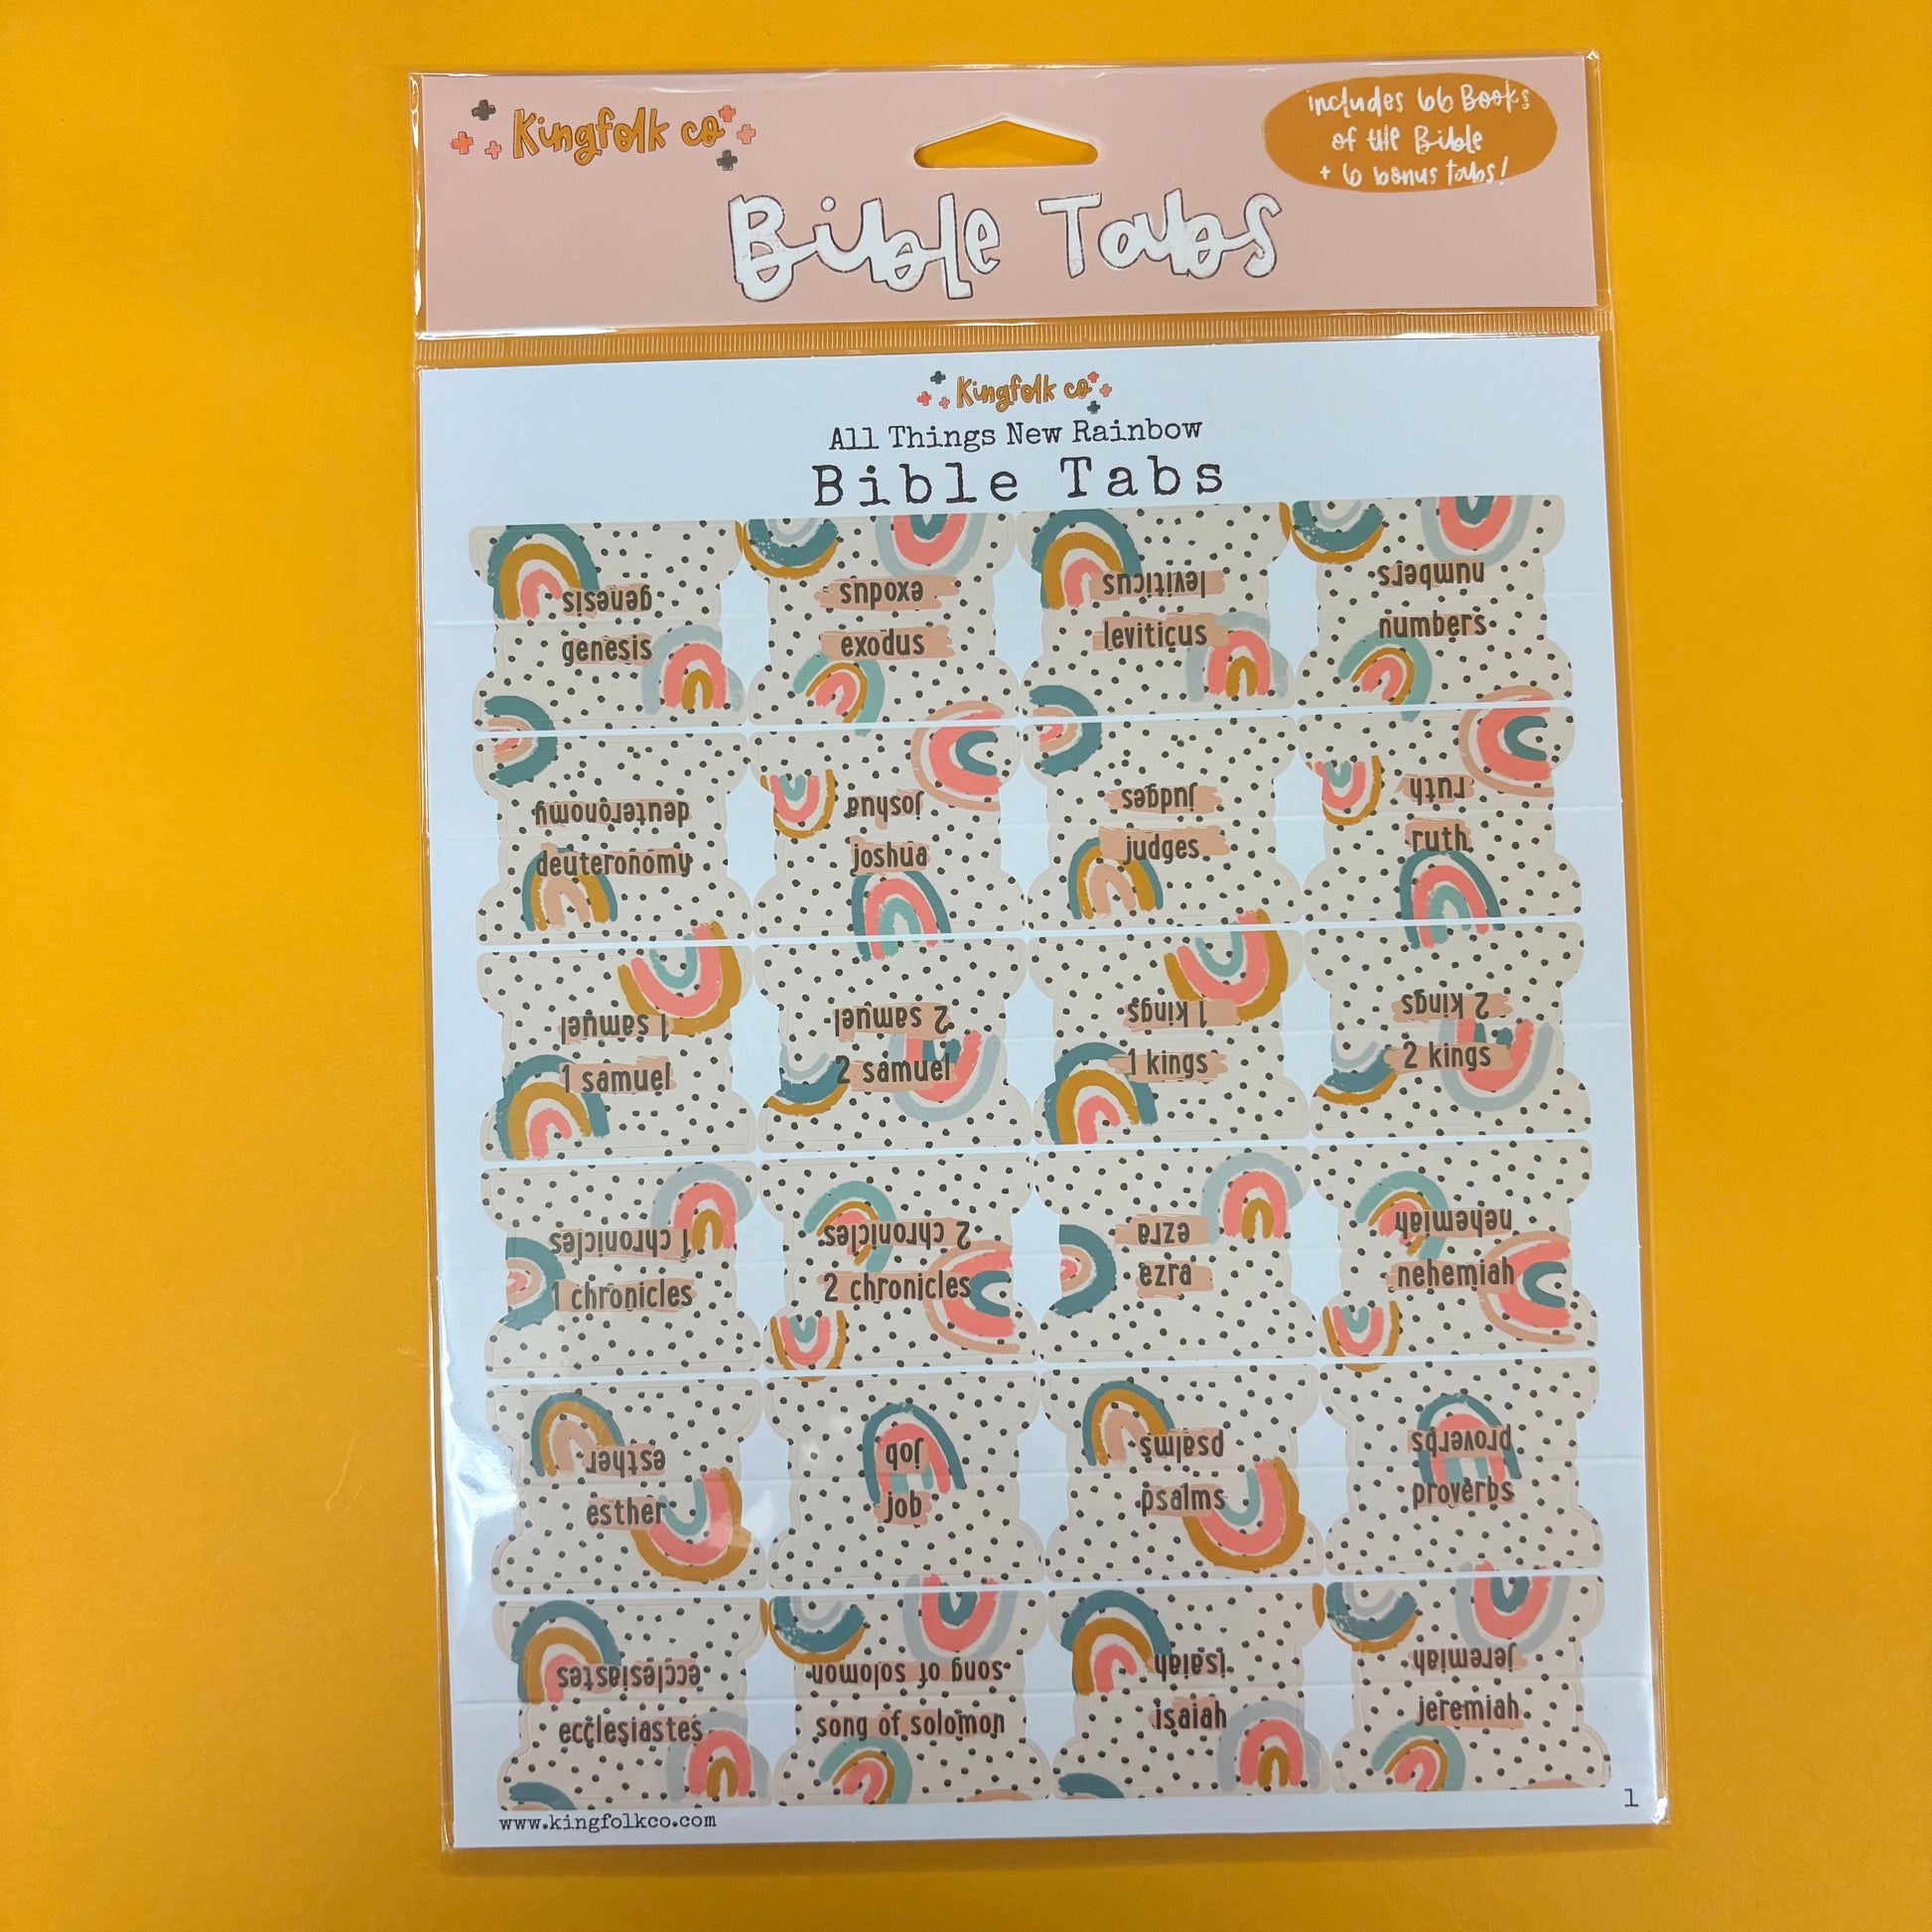 Kingfolk co
includes 66 Books
of the Bible
+ 6 bonus tabs!
Bible Tabs
Kingfolk co
All Things New Rainbow
Bible Tabs
genesis
genesis
exodus
exodus
leviticus
leviticus
numbers
numbers
deuteronomy
deuteronomy
joshua
joshua
judges
judges
ruth
ruth
1 samuel
1 samuel
2 samuel
2 samuel
1 kings
1 kings
2 kings
2 kings
1 chronicles
1 chronicles
2 chronicles
2 chronicles
ezra
ezra
nehemiah
nehemiah
esther
esther
job
job
psalms
psalms
proverbs
proverbs
ecclesiastes
ecclesiastes
song of solomon
song of solomon
isaiah
isaiah
jeremiah
jeremiah
www.kingfolkco.com
1